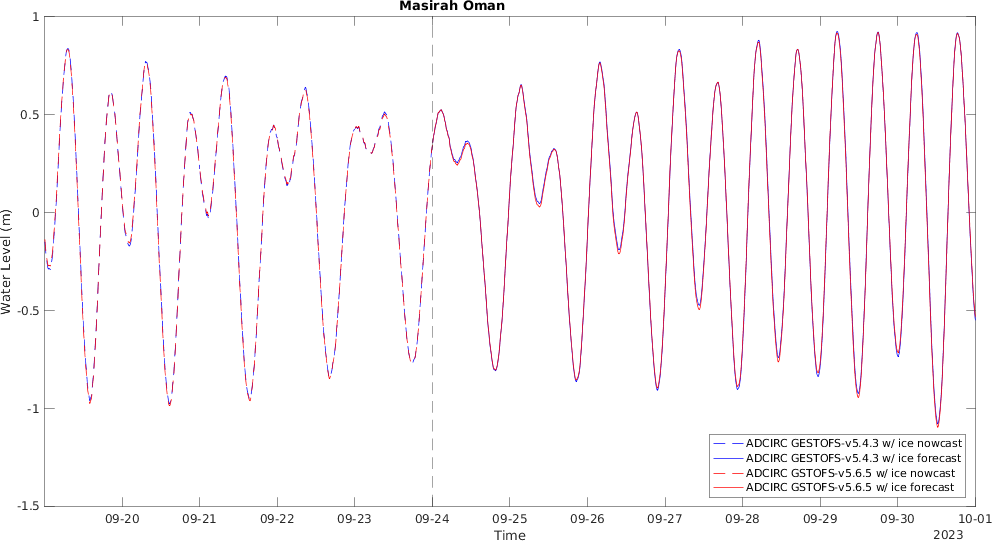 Masirah Oman
1
0.5
0
-0.5
-1
-1.5
Water Level (m)
ADCIRC GESTOFS-v5.4.3 w/ ice nowcast
ADCIRC GESTOFS-v5.4.3 w/ ice forecast
ADCIRC GSTOFS-v5.6.5 w/ ice nowcast
ADCIRC GSTOFS-v5.6.5 w/ ice forecast
09-20 09-21 09-22 09-23 09-24 09-25 09-26 09-27 09-28 09-29 09-30 10-01
Time
2023